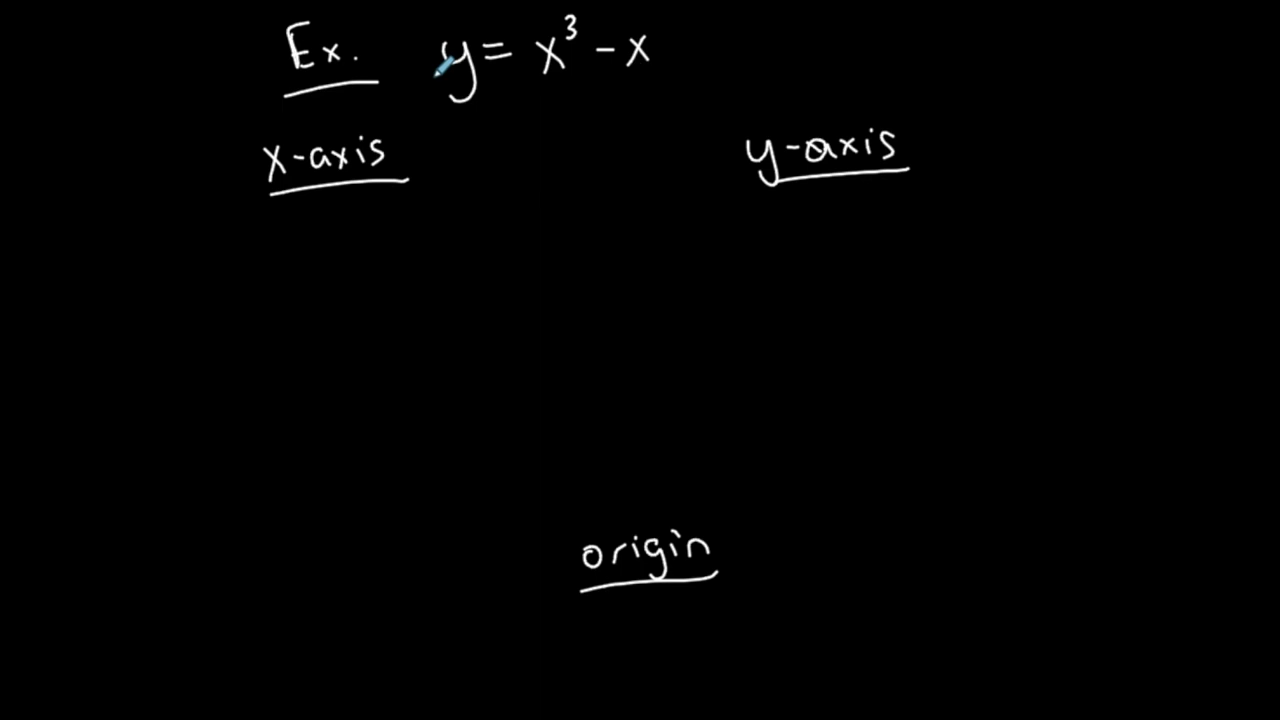 Ex. y = x³ - x
x-axis
y-axis
origin